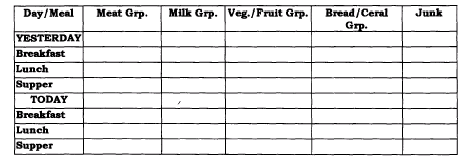 Day/Meal Meat Grp. Milk Grp. Veg./Fruit Grp. Bread/Ceral Junk
Grp.
YESTERDAY
Breakfast
Lunch
Supper
TODAY
Breakfast
Lunch
Supper